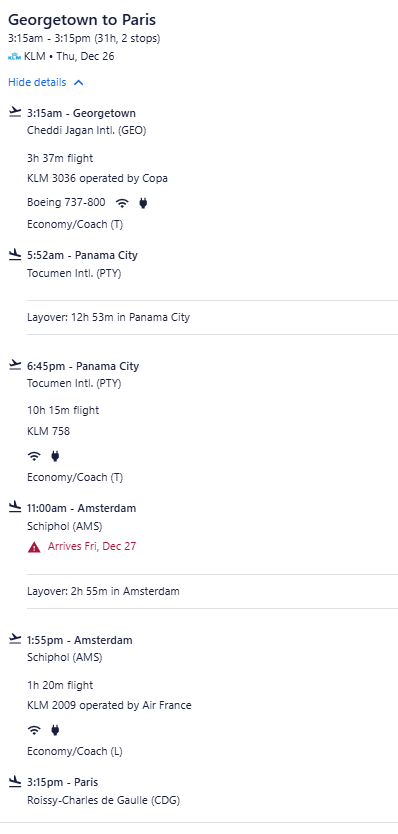 Georgetown to Paris
3:15am - 3:15pm (31h, 2 stops)
KLM KLM • Thu, Dec 26
Hide details
3:15am - Georgetown
Cheddi Jagan Intl. (GEO)
3h 37m flight
KLM 3036 operated by Copa
Boeing 737-800
Economy/Coach (T)
5:52am - Panama City
Tocumen Intl. (PTY)
Layover: 12h 53m in Panama City
6:45pm - Panama City
Tocumen Intl. (PTY)
10h 15m flight
KLM 758
Economy/Coach (T)
11:00am - Amsterdam
Schiphol (AMS)
Arrives Fri, Dec 27
Layover: 2h 55m in Amsterdam
1:55pm - Amsterdam
Schiphol (AMS)
1h 20m flight
KLM 2009 operated by Air France
Economy/Coach (L)
3:15pm - Paris
Roissy-Charles de Gaulle (CDG)